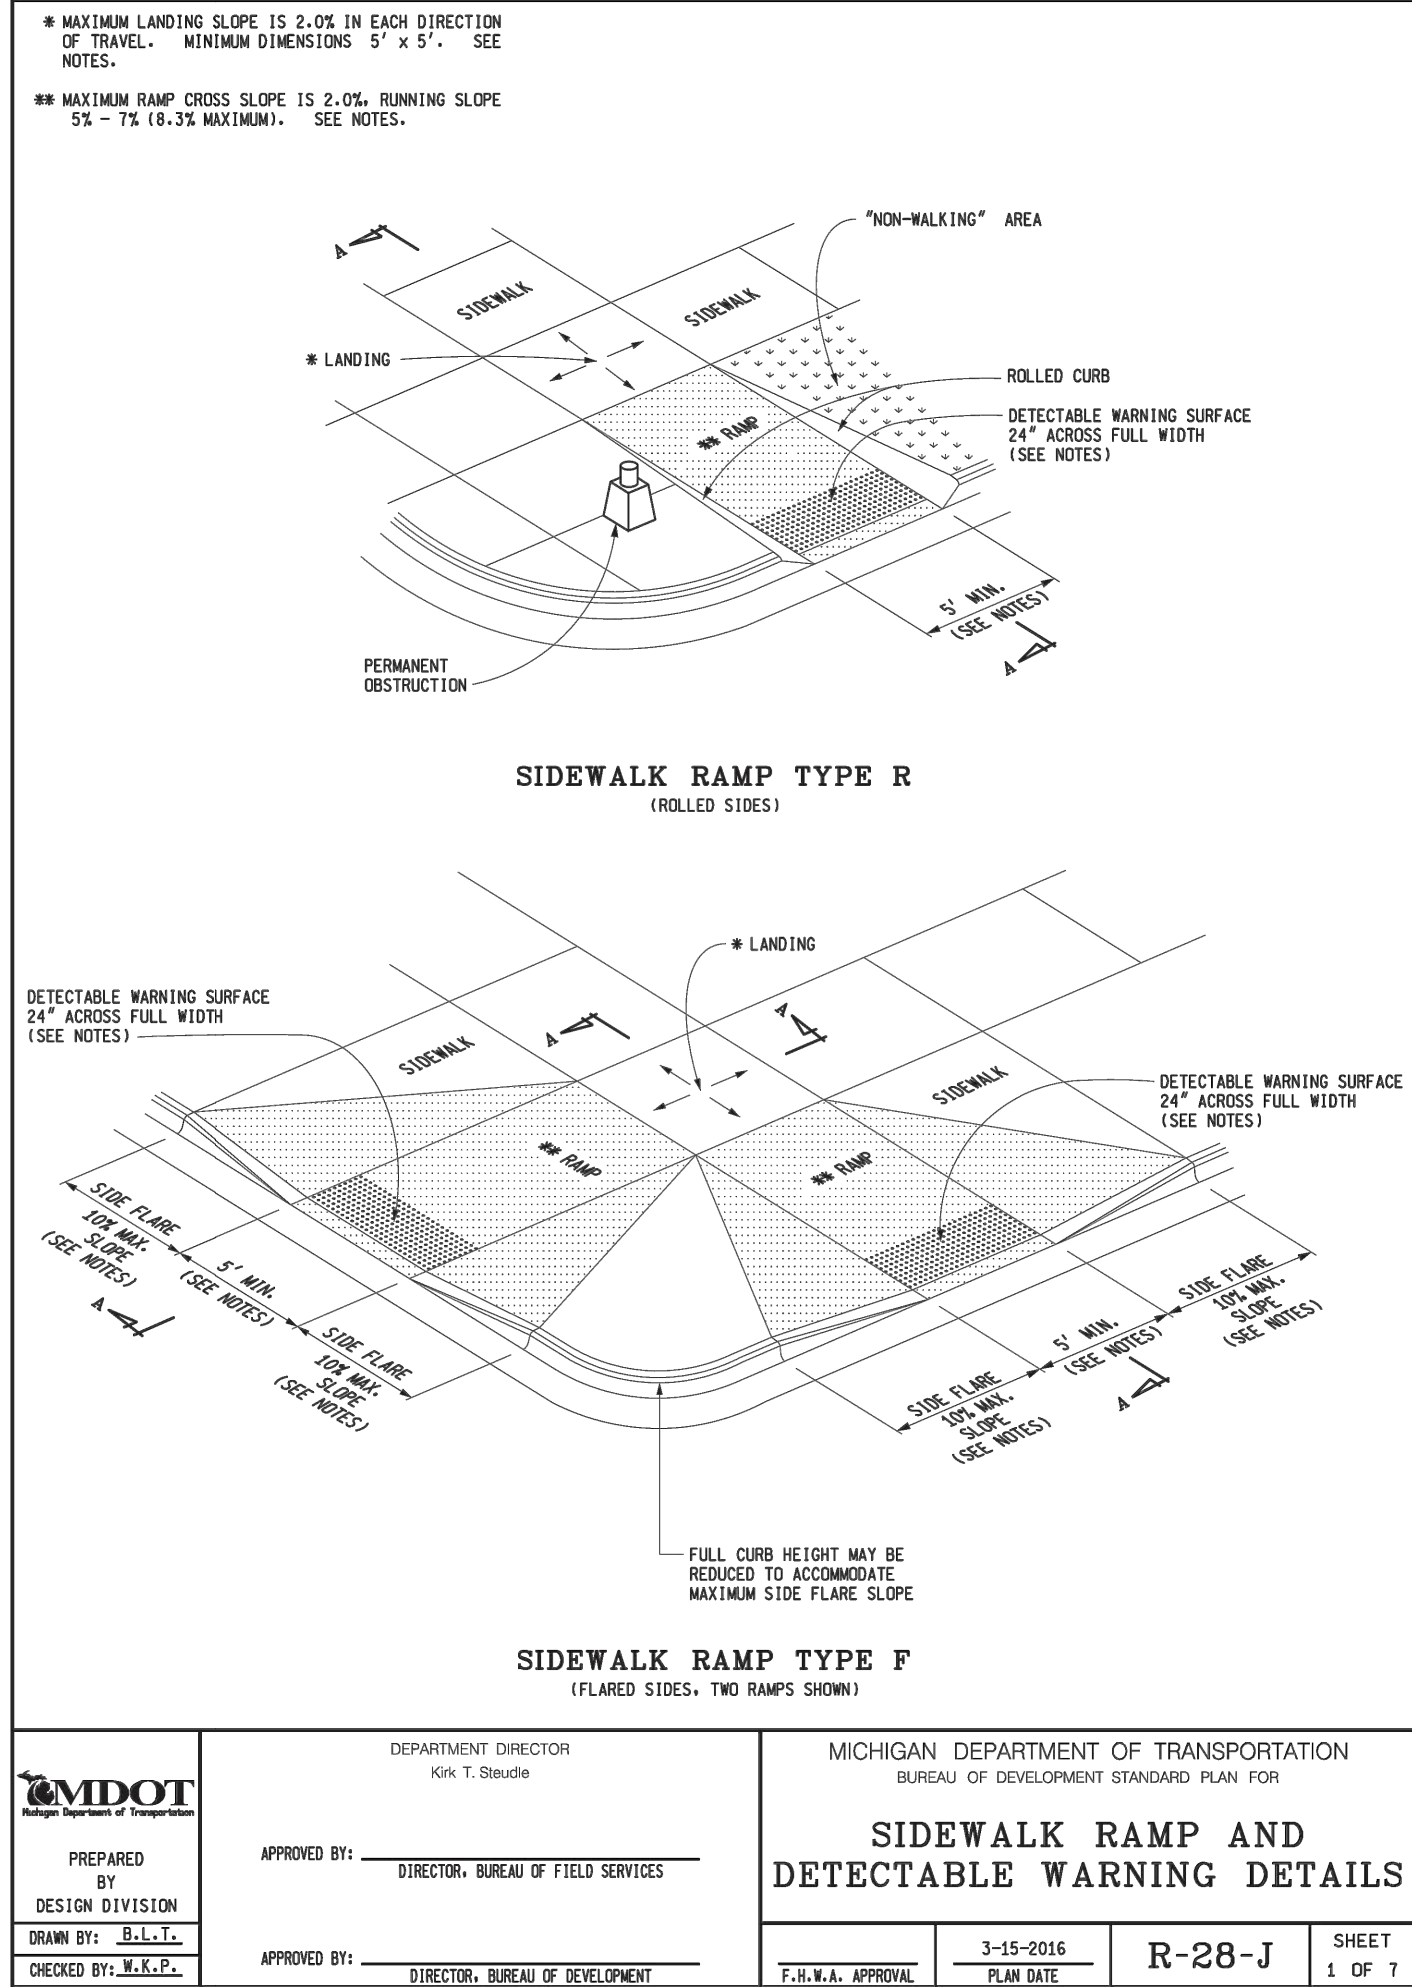 * MAXIMUM LANDING SLOPE IS 2.0% IN EACH DIRECTION
OF TRAVEL. MINIMUM DIMENSIONS 5' x 5'. SEE
NOTES.
** MAXIMUM RAMP CROSS SLOPE IS 2.0%, RUNNING SLOPE
5% - 7% (8.3% MAXIMUM). SEE NOTES.
"NON-WALKING" AREA
A
SIDEWALK
SIDEWALK
* LANDING
ROLLED CURB
DETECTABLE WARNING SURFACE
24" ACROSS FULL WIDTH
(SEE NOTES)
** RAMP
5' MIN.
(SEE NOTES)
A
PERMANENT
OBSTRUCTION
SIDEWALK RAMP TYPE R
(ROLLED SIDES)
* LANDING
DETECTABLE WARNING SURFACE
24" ACROSS FULL WIDTH
(SEE NOTES)
A
A
SIDEWALK
SIDEWALK
DETECTABLE WARNING SURFACE
24" ACROSS FULL WIDTH
(SEE NOTES)
** RAMP
** RAMP
SIDE FLARE
10% MAX.
SLOPE
(SEE NOTES)
5' MIN.
(SEE NOTES)
A
SIDE FLARE
10% MAX.
SLOPE
(SEE NOTES)
SIDE FLARE
10% MAX.
SLOPE
(SEE NOTES)
5' MIN.
(SEE NOTES)
A
SIDE FLARE
10% MAX.
SLOPE
(SEE NOTES)
FULL CURB HEIGHT MAY BE
REDUCED TO ACCOMMODATE
MAXIMUM SIDE FLARE SLOPE
SIDEWALK RAMP TYPE F
(FLARED SIDES, TWO RAMPS SHOWN)
MDOT
Michigan Department of Transportation
PREPARED
BY
DESIGN DIVISION
DRAWN BY: B.L.T.
CHECKED BY: W.K.P.
DEPARTMENT DIRECTOR
Kirk T. Steudle
APPROVED BY:
DIRECTOR, BUREAU OF FIELD SERVICES
APPROVED BY:
DIRECTOR, BUREAU OF DEVELOPMENT
MICHIGAN DEPARTMENT OF TRANSPORTATION
BUREAU OF DEVELOPMENT STANDARD PLAN FOR
SIDEWALK RAMP AND
DETECTABLE WARNING DETAILS
F.H.W.A. APPROVAL
3-15-2016
PLAN DATE
R-28-J
SHEET
1 OF 7